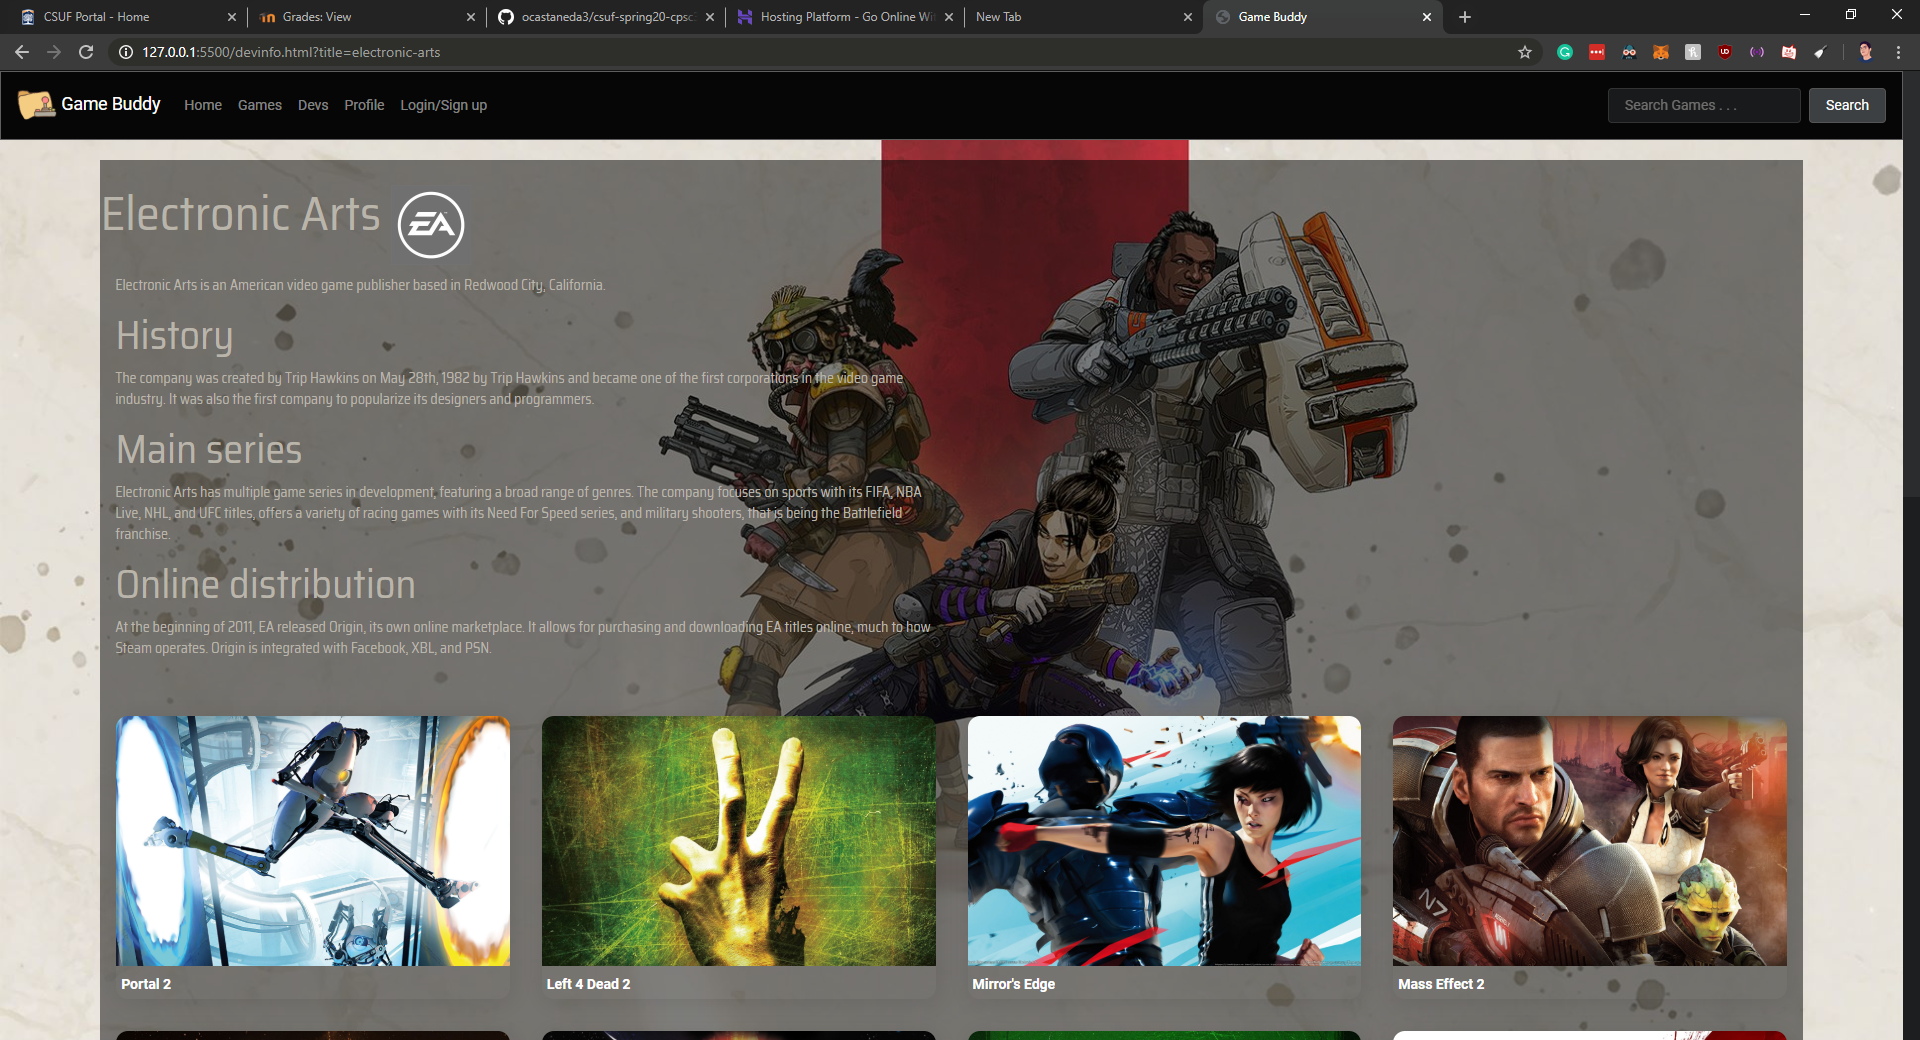 CSUF Portal - Home
Grades: View
ocastaneda3/csuf-spring20-cpsc
Hosting Platform - Go Online Wit
New Tab
Game Buddy
127.0.0.1:5500/devinfo.html?title=electronic-arts
Game Buddy Home Games Devs Profile Login/Sign up Search Games . . . Search
Electronic Arts EA
Electronic Arts is an American video game publisher based in Redwood City, California.
History
The company was created by Trip Hawkins on May 28th, 1982 by Trip Hawkins and became one of the first corporations in the video game
industry. It was also the first company to popularize its designers and programmers.
Main series
Electronic Arts has multiple game series in development, featuring a broad range of genres. The company focuses on sports with its FIFA, NBA
Live, NHL, and UFC titles, offers a variety of racing games with its Need For Speed series, and military shooters, that is being the Battlefield
franchise.
Online distribution
At the beginning of 2011, EA released Origin, its own online marketplace. It allows for purchasing and downloading EA titles online, much to how
Steam operates. Origin is integrated with Facebook, XBL, and PSN.
N7
Portal 2
Left 4 Dead 2
Mirror's Edge
Mass Effect 2